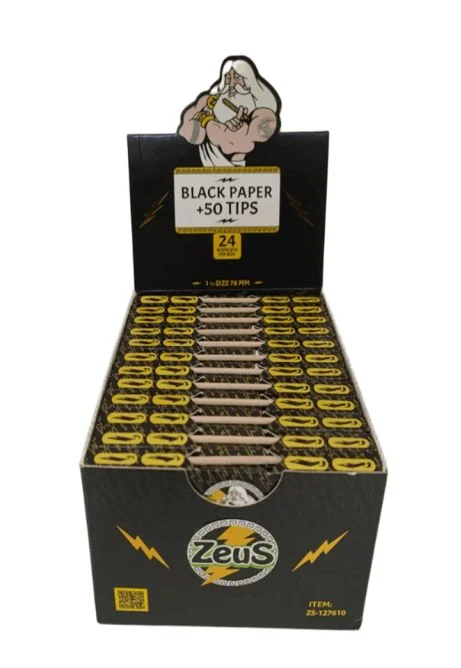 BLACK PAPER
+50 TIPS
24
BOOKLETS
PER BOX
1 ¼ SIZE 78 MM
ZeuS
ITEM:
ZS-127610